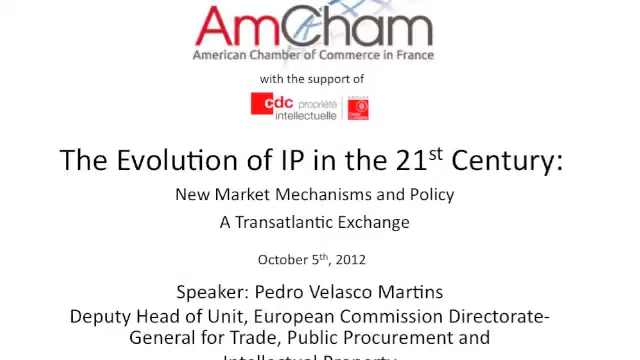 AmCham
American Chamber of Commerce in France
with the support of
cdc propriété
intellectuelle
The Evolution of IP in the 21st Century:
New Market Mechanisms and Policy
A Transatlantic Exchange
October 5th, 2012
Speaker: Pedro Velasco Martins
Deputy Head of Unit, European Commission Directorate-
General for Trade, Public Procurement and
Intellectual Property